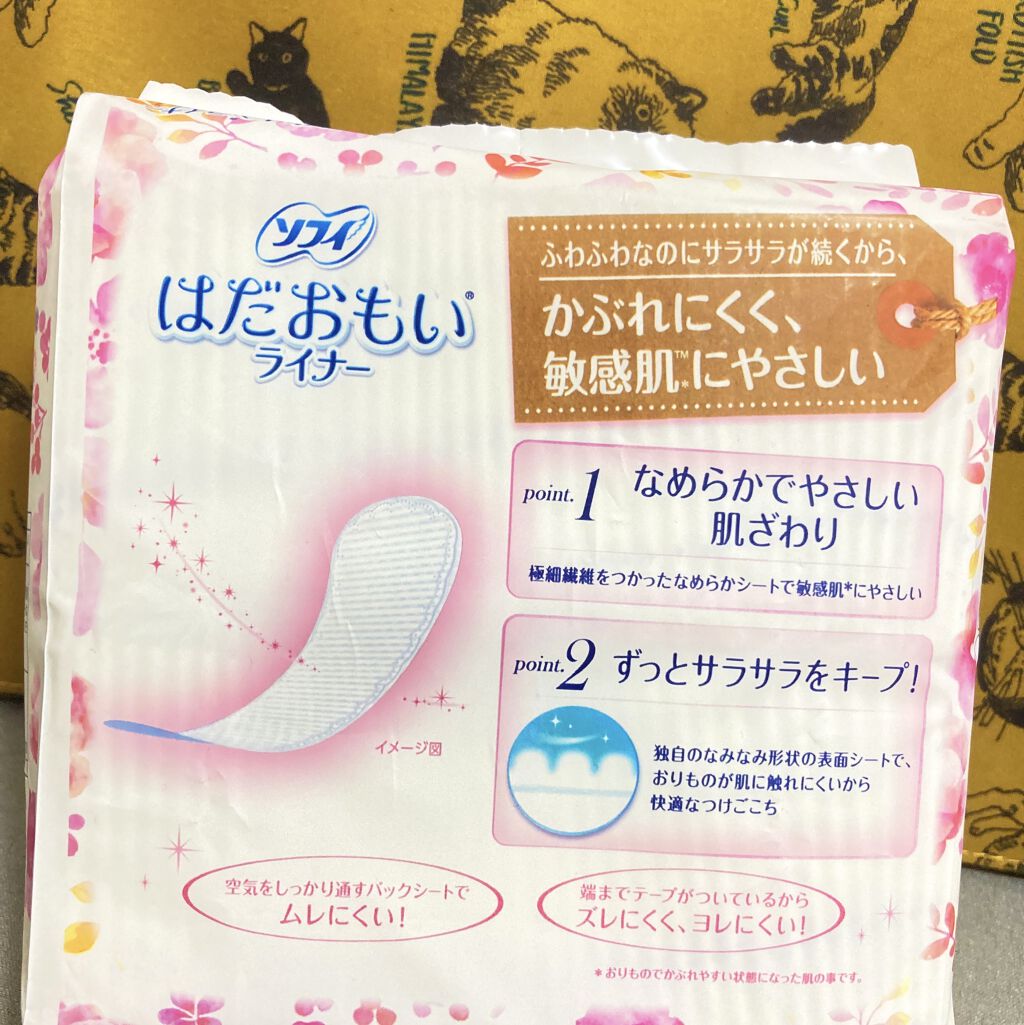 HIMALAYA
FOLD
ソフィ
はだおもい®
ライナー
ふわふわなのにサラサラが続くから、
かぶれにくく、
敏感肌™*にやさしい
point.1 なめらかでやさしい
肌ざわり
極細繊維をつかったなめらかシートで敏感肌*にやさしい
point.2 ずっとサラサラをキープ!
独自のなみなみ形状の表面シートで、
おりものが肌に触れにくいから
快適なつけごこち
イメージ図
空気をしっかり通すバックシートで
ムレにくい!
端までテープがついているから
ズレにくく、ヨレにくい!
*おりものでかぶれやすい状態になった肌の事です。